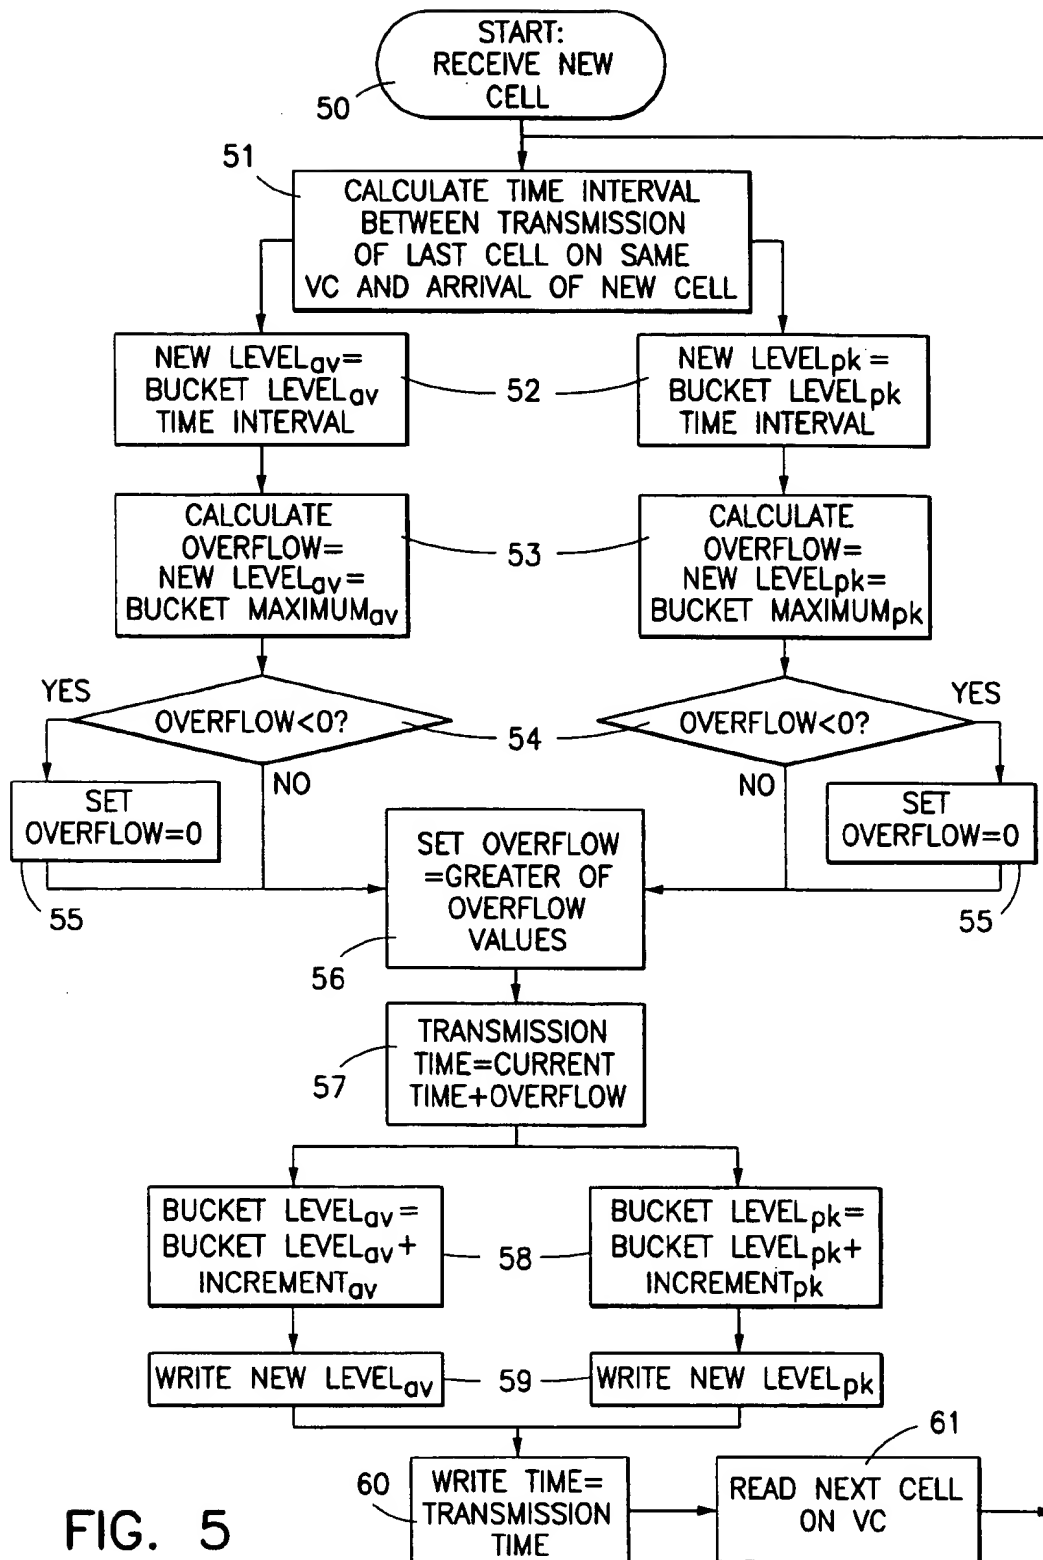 START:
RECEIVE NEW
CELL
50
51
CALCULATE TIME INTERVAL
BETWEEN TRANSMISSION
OF LAST CELL ON SAME
VC AND ARRIVAL OF NEW CELL
NEW LEVELav=
BUCKET LEVELav
TIME INTERVAL
52
NEW LEVELpk=
BUCKET LEVELpk
TIME INTERVAL
CALCULATE
OVERFLOW=
NEW LEVELav=
BUCKET MAXIMUMav
53
CALCULATE
OVERFLOW=
NEW LEVELpk=
BUCKET MAXIMUMpk
YES
OVERFLOW<0?
54
OVERFLOW<0?
YES
NO
NO
SET
OVERFLOW=0
55
SET OVERFLOW
=GREATER OF
OVERFLOW
VALUES
56
SET
OVERFLOW=0
55
TRANSMISSION
TIME=CURRENT
TIME+OVERFLOW
57
BUCKET LEVELav=
BUCKET LEVELav+
INCREMENTav
58
BUCKET LEVELpk=
BUCKET LEVELpk+
INCREMENTpk
WRITE NEW LEVELav
59
WRITE NEW LEVELpk
60
WRITE TIME=
TRANSMISSION
TIME
61
READ NEXT CELL
ON VC
FIG. 5